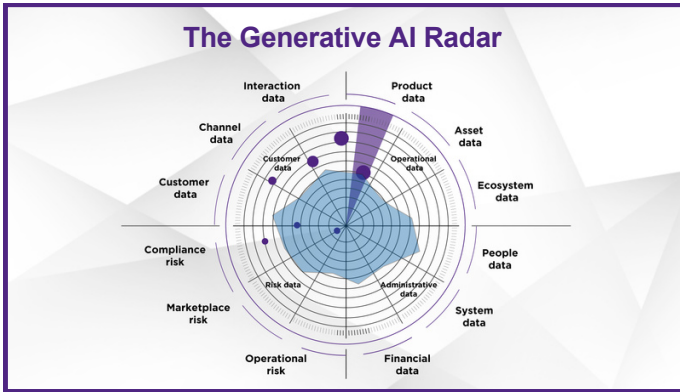 The Generative AI Radar
Interaction
data
Product
data
Channel
data
Asset
data
Customer
data
Operational
data
Customer
data
Ecosystem
data
Compliance
risk
People
data
Risk data
Administrative
data
Marketplace
risk
System
data
Operational
risk
Financial
data